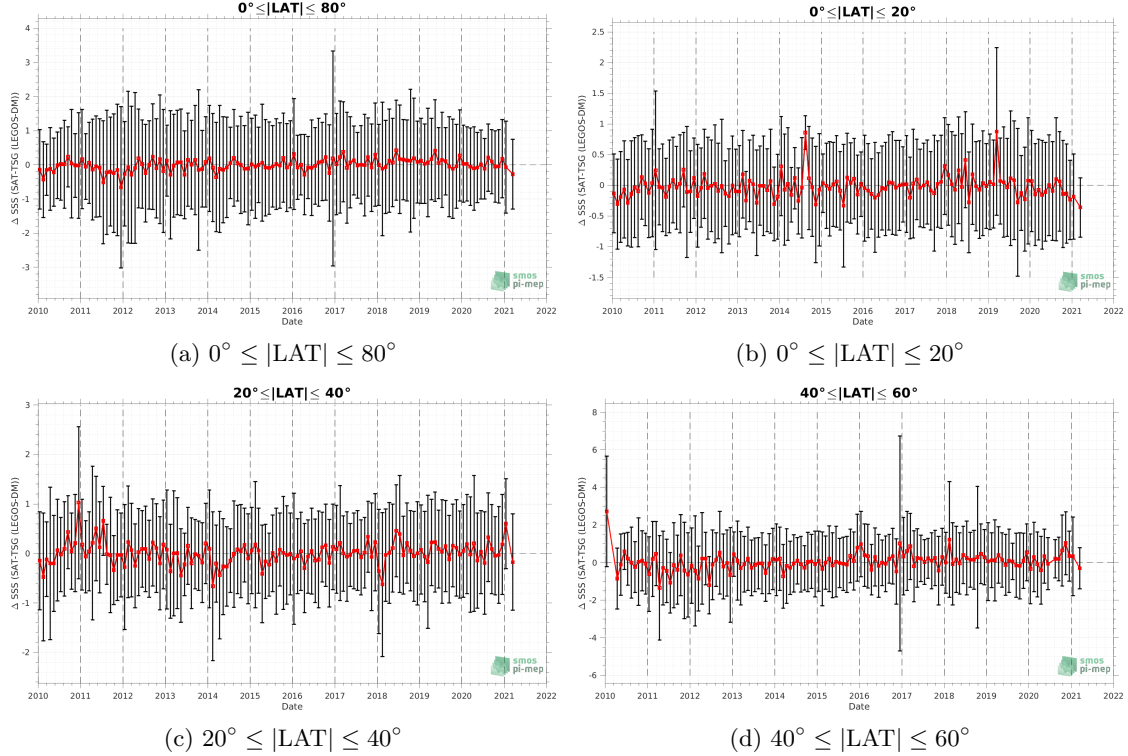 0°≤|LAT|≤ 80°
4
3
2
1
0
-1
-2
-3
Δ SSS (SAT-TSG (LEGOS-DM))
smos
pi-mep
2010 2011 2012 2013 2014 2015 2016 2017 2018 2019 2020 2021 2022
Date
(a) 0° ≤ |LAT| ≤ 80°
0°≤|LAT|≤ 20°
2.5
2
1.5
1
0.5
0
-0.5
-1
-1.5
Δ SSS (SAT-TSG (LEGOS-DM))
smos
pi-mep
2010 2011 2012 2013 2014 2015 2016 2017 2018 2019 2020 2021 2022
Date
(b) 0° ≤ |LAT| ≤ 20°
20°≤|LAT|≤ 40°
3
2
1
0
-1
-2
Δ SSS (SAT-TSG (LEGOS-DM))
smos
pi-mep
2010 2011 2012 2013 2014 2015 2016 2017 2018 2019 2020 2021 2022
Date
(c) 20° ≤ |LAT| ≤ 40°
40°≤|LAT|≤ 60°
8
6
4
2
0
-2
-4
-6
Δ SSS (SAT-TSG (LEGOS-DM))
smos
pi-mep
2010 2011 2012 2013 2014 2015 2016 2017 2018 2019 2020 2021 2022
Date
(d) 40° ≤ |LAT| ≤ 60°